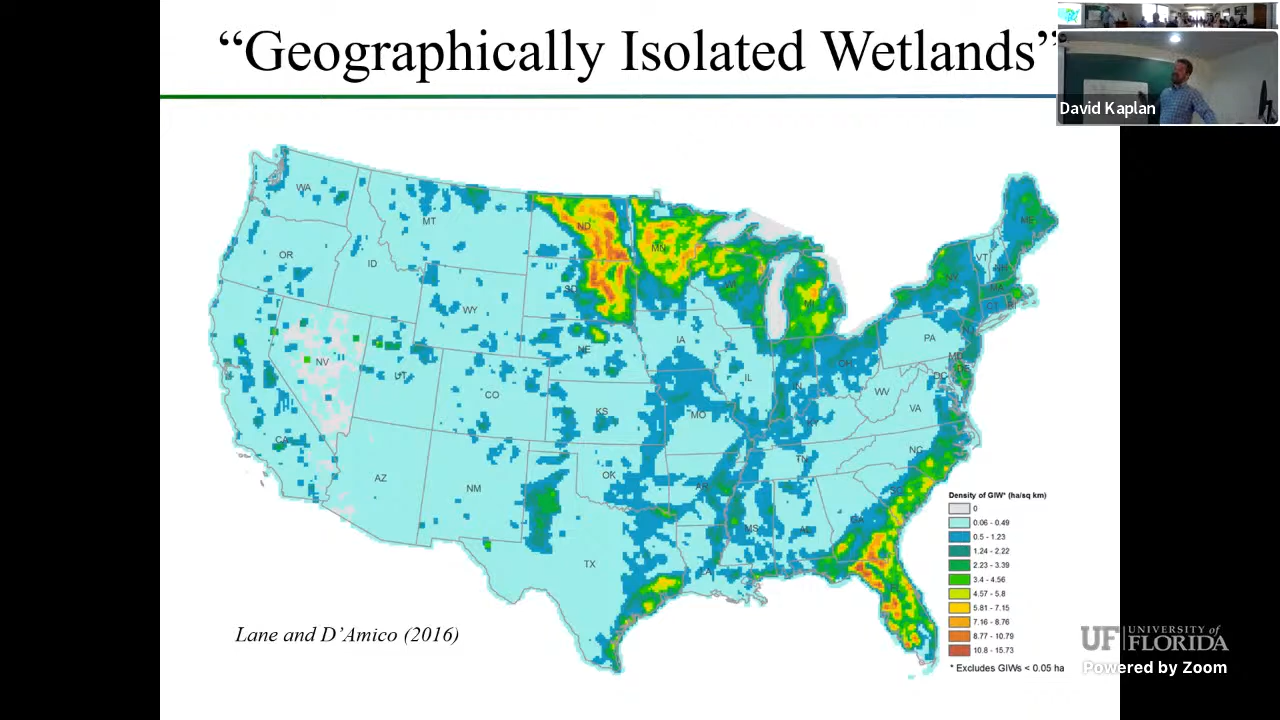 “Geographically Isolated Wetlands”
David Kaplan
WA
MT
ND
MN
ME
OR
ID
SD
WI
MI
VT
NH
NY
MA
CT
RI
WY
IA
PA
NE
NV
UT
IL
OH
MD
DC
CO
IN
WV
VA
KS
MO
CA
AZ
NM
OK
TN
NC
AR
TX
MS
AL
GA
LA
Density of GIW* (ha/sq km)
0
0.06 - 0.49
0.5 - 1.23
1.24 - 2.22
2.23 - 3.39
3.4 - 4.56
4.57 - 5.8
5.81 - 7.15
7.16 - 8.76
8.77 - 10.79
10.8 - 15.73
* Excludes GIWs < 0.05 ha
Lane and D’Amico (2016)
UF UNIVERSITY of FLORIDA
Powered by Zoom